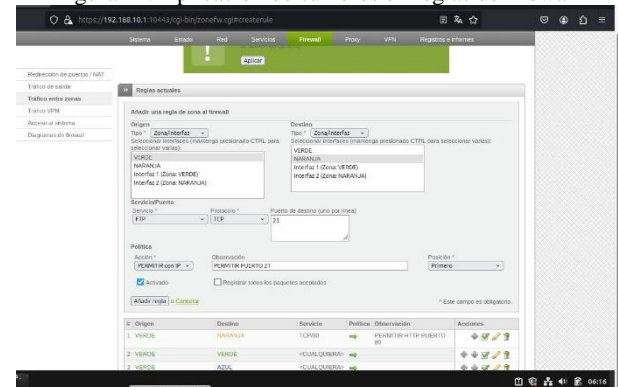 https://192.168.10.1:10443/cgi-bin/zonefw.cgi#createrule
Sistema Estado Red Servicios Firewall Proxy VPN Registros e Informes
Aplicar
Redirección de puertos / NAT
Tráfico de salida
Tráfico entre zonas
Tráfico VPN
Acceso al sistema
Diagramas de firewall
Reglas actuales
Añadir una regla de zona al firewall
Origen Destino
Tipo * Zona/Interfaz Tipo * Zona/Interfaz
Seleccionar Interfaces (mantenga presionado CTRL para Seleccionar Interfaces (mantenga presionado CTRL para seleccionar varias):
seleccionar varias):
VERDE VERDE
NARANJA NARANJA
Interfaz 1 (Zona: VERDE) Interfaz 1 (Zona: VERDE)
Interfaz 2 (Zona: NARANJA) Interfaz 2 (Zona: NARANJA)
Servicio/Puerto
Servicio * Protocolo * Puerto de destino (uno por línea)
FTP TCP 21
Política
Acción * Observación Posición *
PERMITIR con IP PERMITIR PUERTO 21 Primero
Activado Registrar todos los paquetes aceptados
Añadir regla o Cancelar * Este campo es obligatorio.
# Origen Destino Servicio Política Observación Acciones
1 VERDE NARANJA TCP/80 PERMITIR HTTP PUERTO
80
2 VERDE VERDE <CUALQUIERA>
3 VERDE AZUL <CUALQUIERA>
06:16